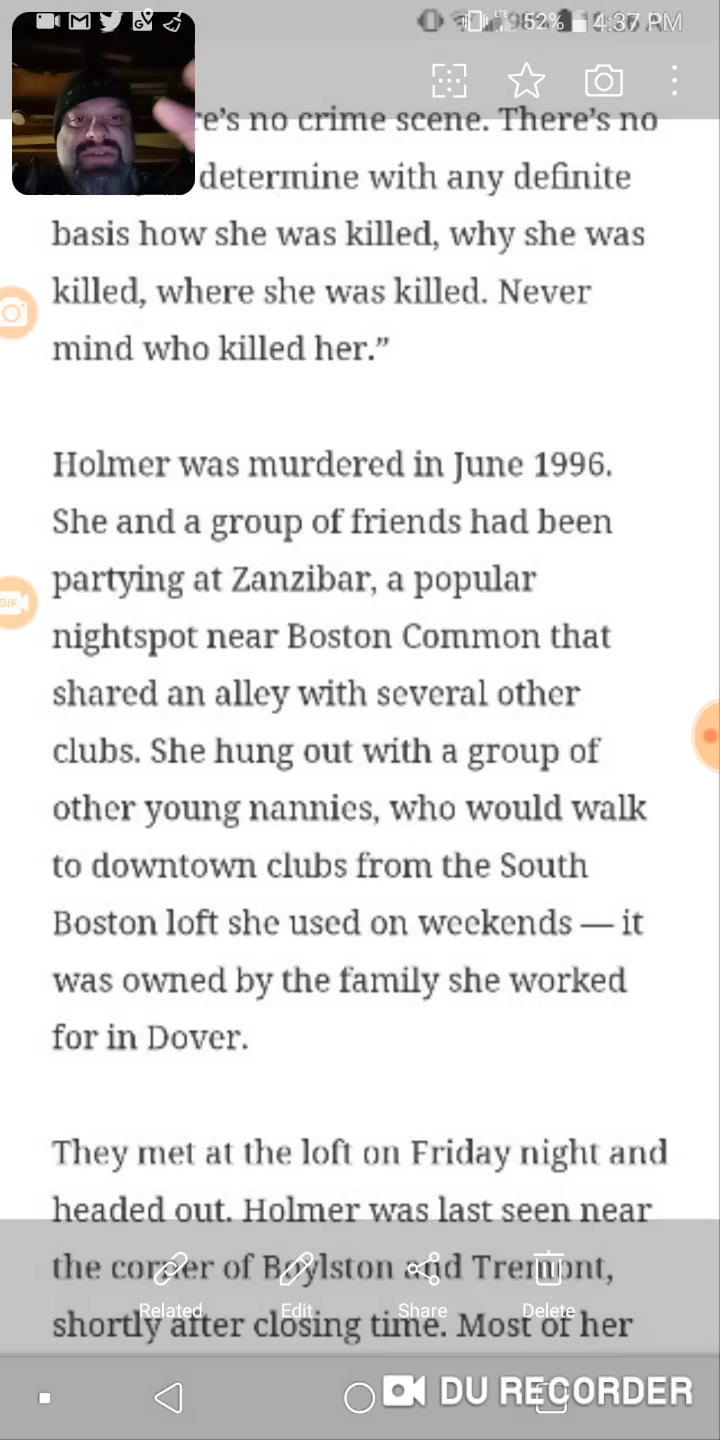 52% 4:37 PM
re's no crime scene. There's no
determine with any definite
basis how she was killed, why she was
killed, where she was killed. Never
mind who killed her.”
Holmer was murdered in June 1996.
She and a group of friends had been
partying at Zanzibar, a popular
nightspot near Boston Common that
shared an alley with several other
clubs. She hung out with a group of
other young nannies, who would walk
to downtown clubs from the South
Boston loft she used on weekends — it
was owned by the family she worked
for in Dover.
They met at the loft on Friday night and
headed out. Holmer was last seen near
the corner of Boylston and Tremont,
shortly after closing time. Most of her
Related Edit Share Delete
GIF
DU RECORDER